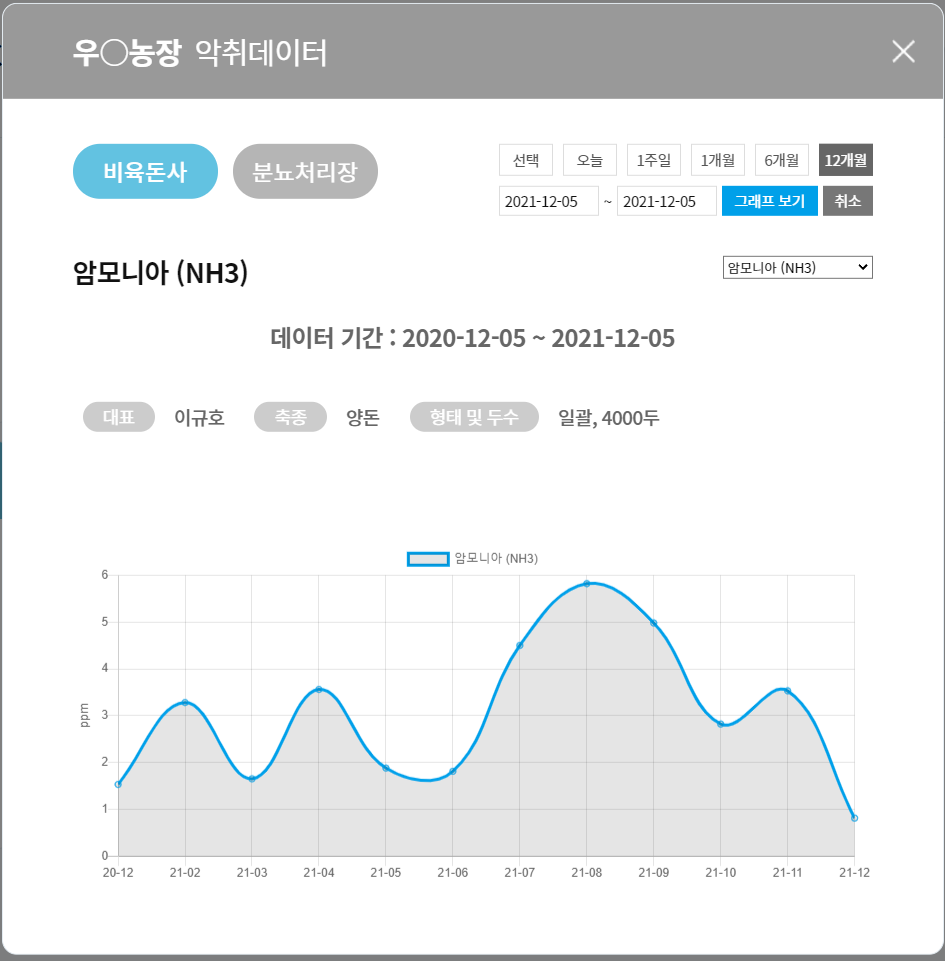 우○농장 악취데이터
비육돈사 분뇨처리장
선택 오늘 1주일 1개월 6개월 12개월
2021-12-05 ~ 2021-12-05 그래프 보기 취소
암모니아 (NH3)
암모니아 (NH3)
데이터 기간 : 2020-12-05 ~ 2021-12-05
대표 이규호 축종 양돈 형태 및 두수 일괄, 4000두
암모니아 (NH3)
6
5
4
3
2
1
0
ppm
20-12 21-02 21-03 21-04 21-05 21-06 21-07 21-08 21-09 21-10 21-11 21-12